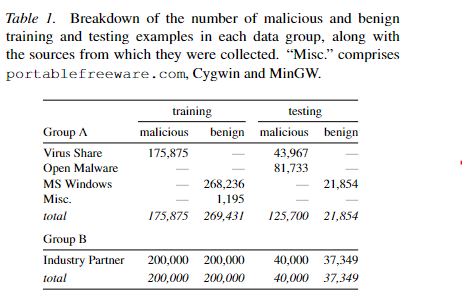 Table 1. Breakdown of the number of malicious and benign
training and testing examples in each data group, along with
the sources from which they were collected. “Misc.” comprises
portablefreeware.com, Cygwin and MinGW.
training testing
Group A malicious benign malicious benign
Virus Share 175,875 — 43,967 —
Open Malware — — 81,733 —
MS Windows — 268,236 — 21,854
Misc. — 1,195 — —
total 175,875 269,431 125,700 21,854
Group B
Industry Partner 200,000 200,000 40,000 37,349
total 200,000 200,000 40,000 37,349